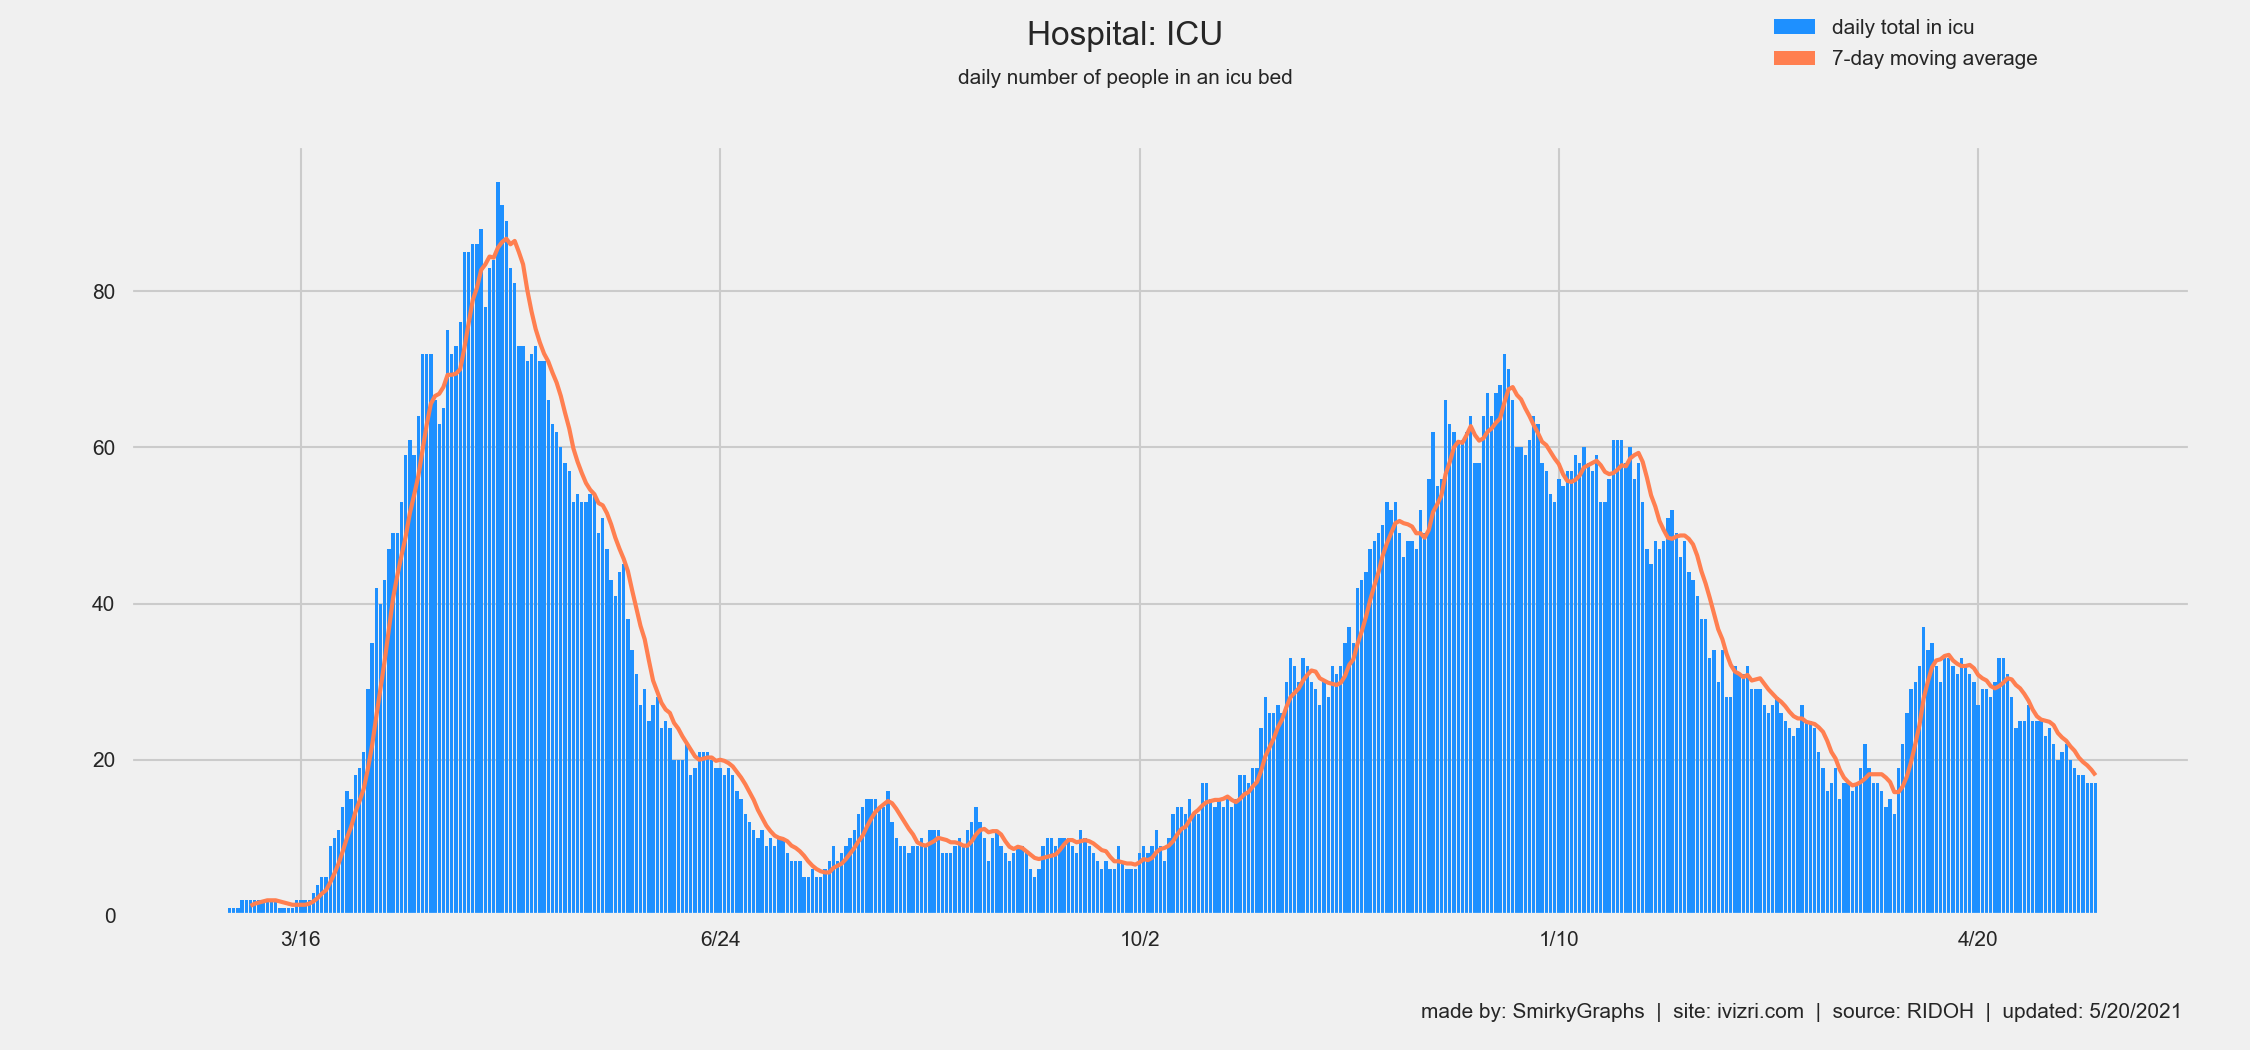 Hospital: ICU
daily number of people in an icu bed
daily total in icu
7-day moving average
80
60
40
20
0
3/16 6/24 10/2 1/10 4/20
made by: SmirkyGraphs | site: ivizri.com | source: RIDOH | updated: 5/20/2021